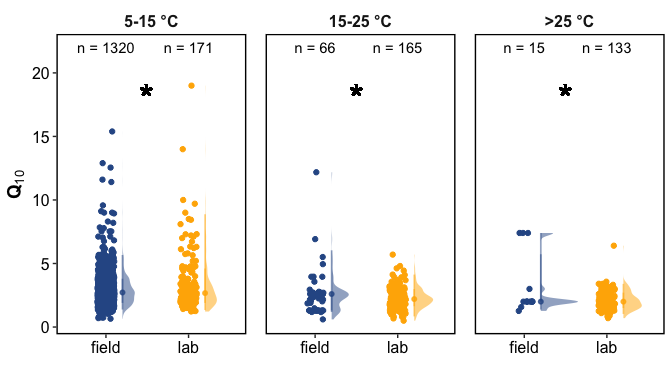 5-15 °C 15-25 °C >25 °C
n = 1320 n = 171 n = 66 n = 165 n = 15 n = 133
* * *
Q10
20
15
10
5
0
field lab field lab field lab